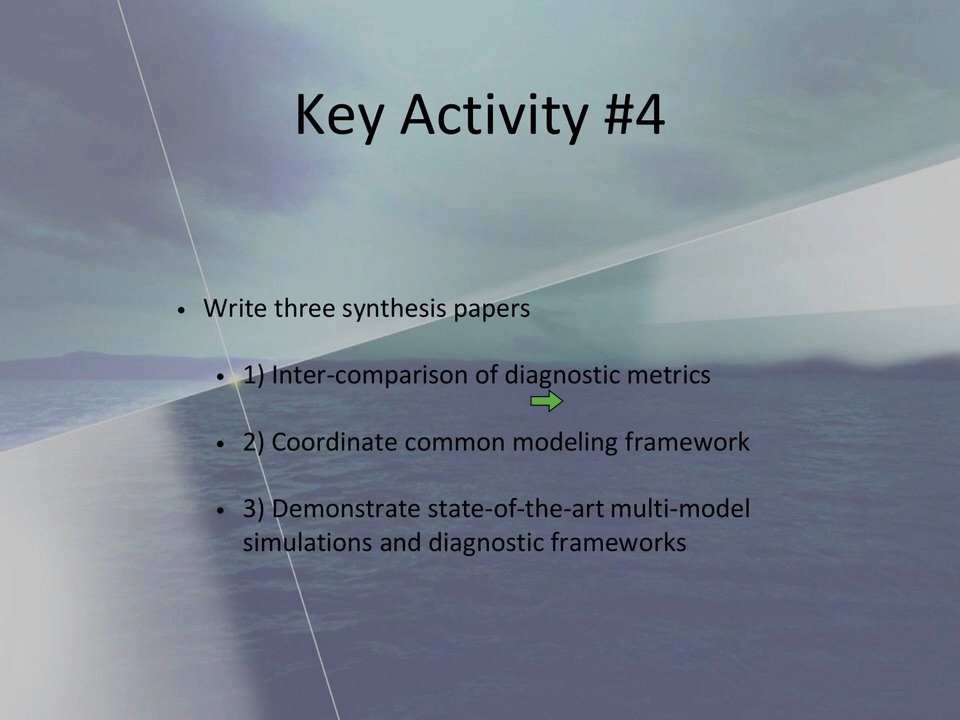 Key Activity #4
• Write three synthesis papers
• 1) Inter-comparison of diagnostic metrics
• 2) Coordinate common modeling framework
• 3) Demonstrate state-of-the-art multi-model
simulations and diagnostic frameworks